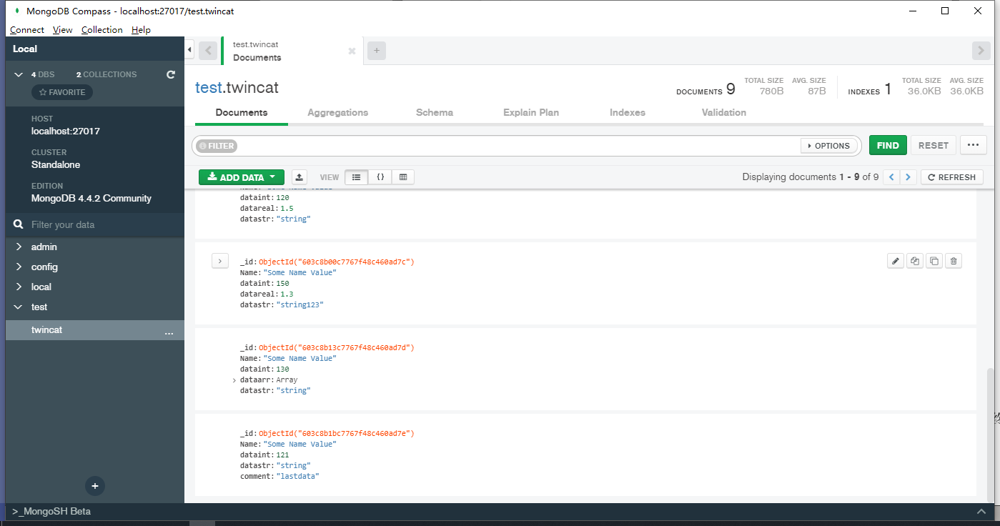 MongoDB Compass - localhost:27017/test.twincat
Connect View Collection Help
Local
4 DBS 2 COLLECTIONS
FAVORITE
HOST
localhost:27017
CLUSTER
Standalone
EDITION
MongoDB 4.4.2 Community
Filter your data
admin
config
local
test
twincat
...
test.twincat
Documents
test.twincat
DOCUMENTS 9 TOTAL SIZE 780B AVG. SIZE 87B INDEXES 1 TOTAL SIZE 36.0KB AVG. SIZE 36.0KB
Documents Aggregations Schema Explain Plan Indexes Validation
FILTER OPTIONS FIND RESET ...
ADD DATA VIEW {} Displaying documents 1 - 9 of 9 < > REFRESH
Name: "Some Name Value"
dataint: 120
datareal: 1.5
datastr: "string"
_id: ObjectId("603c8b00c7767f48c460ad7c")
Name: "Some Name Value"
dataint: 150
datareal: 1.3
datastr: "string123"
_id: ObjectId("603c8b13c7767f48c460ad7d")
Name: "Some Name Value"
dataint: 130
> dataarr: Array
datastr: "string"
_id: ObjectId("603c8b1bc7767f48c460ad7e")
Name: "Some Name Value"
dataint: 121
datastr: "string"
comment: "lastdata"
>_MongoSH Beta